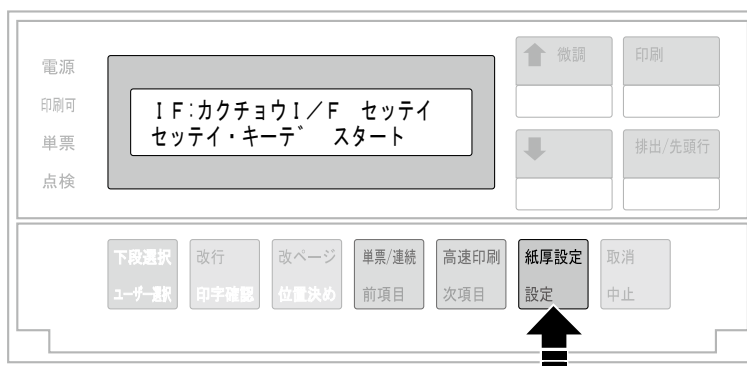 電源
印刷可
単票
点検
IF:カクチョウI/F セッテイ
セッテイ・キーデ スタート
微調
印刷
排出/先頭行
下段選択
ユーザー選択
改行
印字確認
改ページ
位置決め
単票/連続
前項目
高速印刷
次項目
紙厚設定
設定
取消
中止